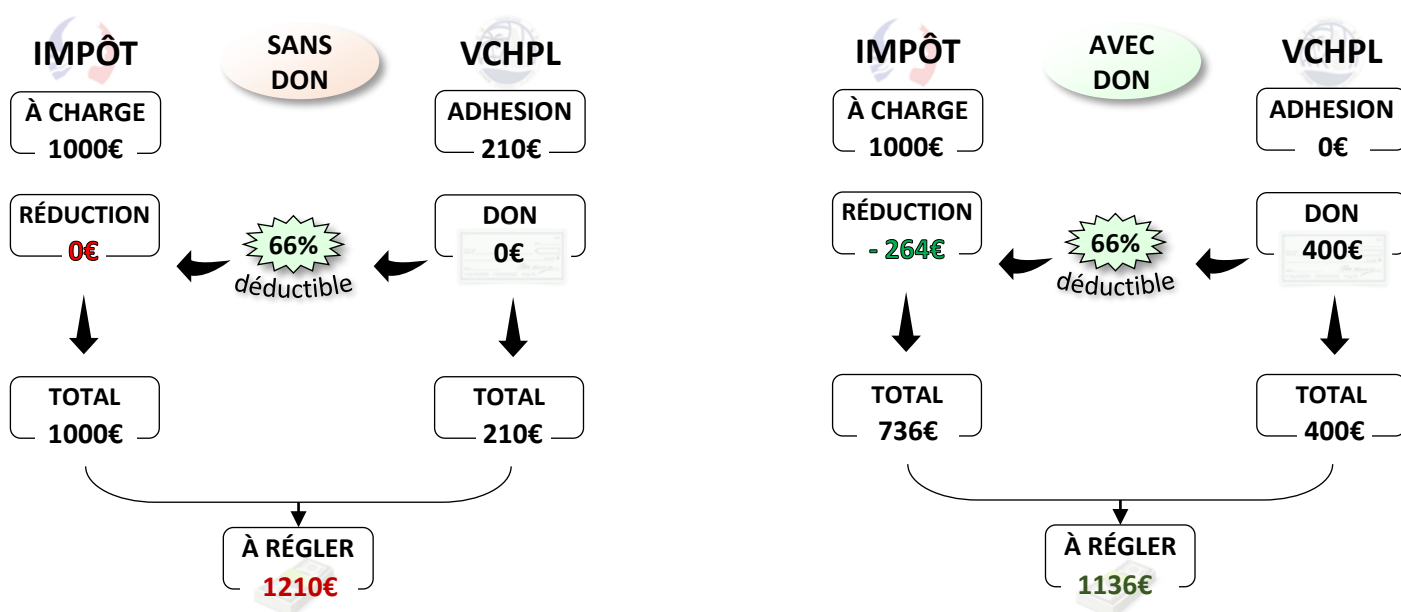 IMPÔT
SANS
DON
VCHPL
À CHARGE
1000€
ADHESION
210€
RÉDUCTION
0€
66%
déductible
DON
0€
TOTAL
1000€
TOTAL
210€
À RÉGLER
1210€
IMPÔT
AVEC
DON
VCHPL
À CHARGE
1000€
ADHESION
0€
RÉDUCTION
- 264€
66%
déductible
DON
400€
TOTAL
736€
TOTAL
400€
À RÉGLER
1136€